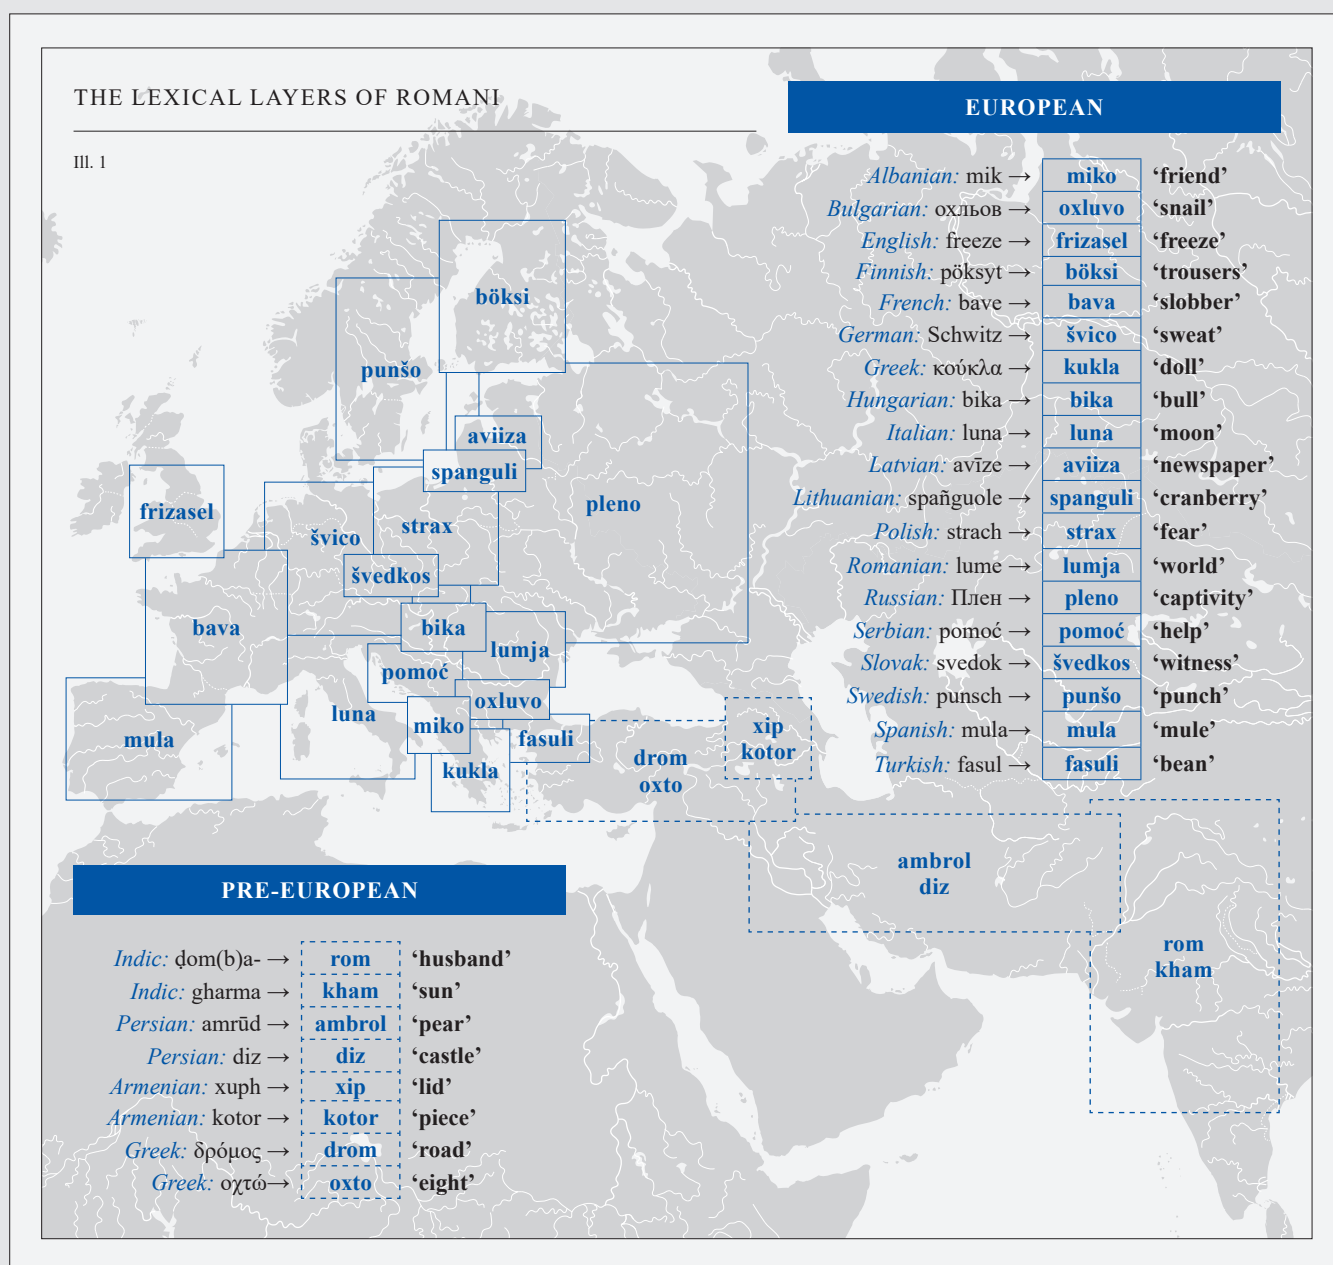 THE LEXICAL LAYERS OF ROMANI
Ill. 1
EUROPEAN
Albanian: mik → miko ‘friend’
Bulgarian: охльов → oxluvo ‘snail’
English: freeze → frizasel ‘freeze’
Finnish: pöksyt → böksi ‘trousers’
French: bave → bava ‘slobber’
German: Schwitz → švico ‘sweat’
Greek: κούκλα → kukla ‘doll’
Hungarian: bika → bika ‘bull’
Italian: luna → luna ‘moon’
Latvian: avīze → aviiza ‘newspaper’
Lithuanian: spañguole → spanguli ‘cranberry’
Polish: strach → strax ‘fear’
Romanian: lume → lumja ‘world’
Russian: Плен → pleno ‘captivity’
Serbian: pomoć → pomoć ‘help’
Slovak: svedok → švedkos ‘witness’
Swedish: punsch → punšo ‘punch’
Spanish: mula→ mula ‘mule’
Turkish: fasul → fasuli ‘bean’
böksi
punšo
aviiza
spanguli
frizasel
pleno
strax
švico
švedkos
bava
bika
lumja
pomoć
oxluvo
luna
miko
mula
fasuli
kukla
xip
kotor
drom
oxto
ambrol
diz
rom
kham
PRE-EUROPEAN
Indic: ḍom(b)a- → rom ‘husband’
Indic: gharma → kham ‘sun’
Persian: amrūd → ambrol ‘pear’
Persian: diz → diz ‘castle’
Armenian: xuph → xip ‘lid’
Armenian: kotor → kotor ‘piece’
Greek: δρόμος → drom ‘road’
Greek: οχτώ→ oxto ‘eight’